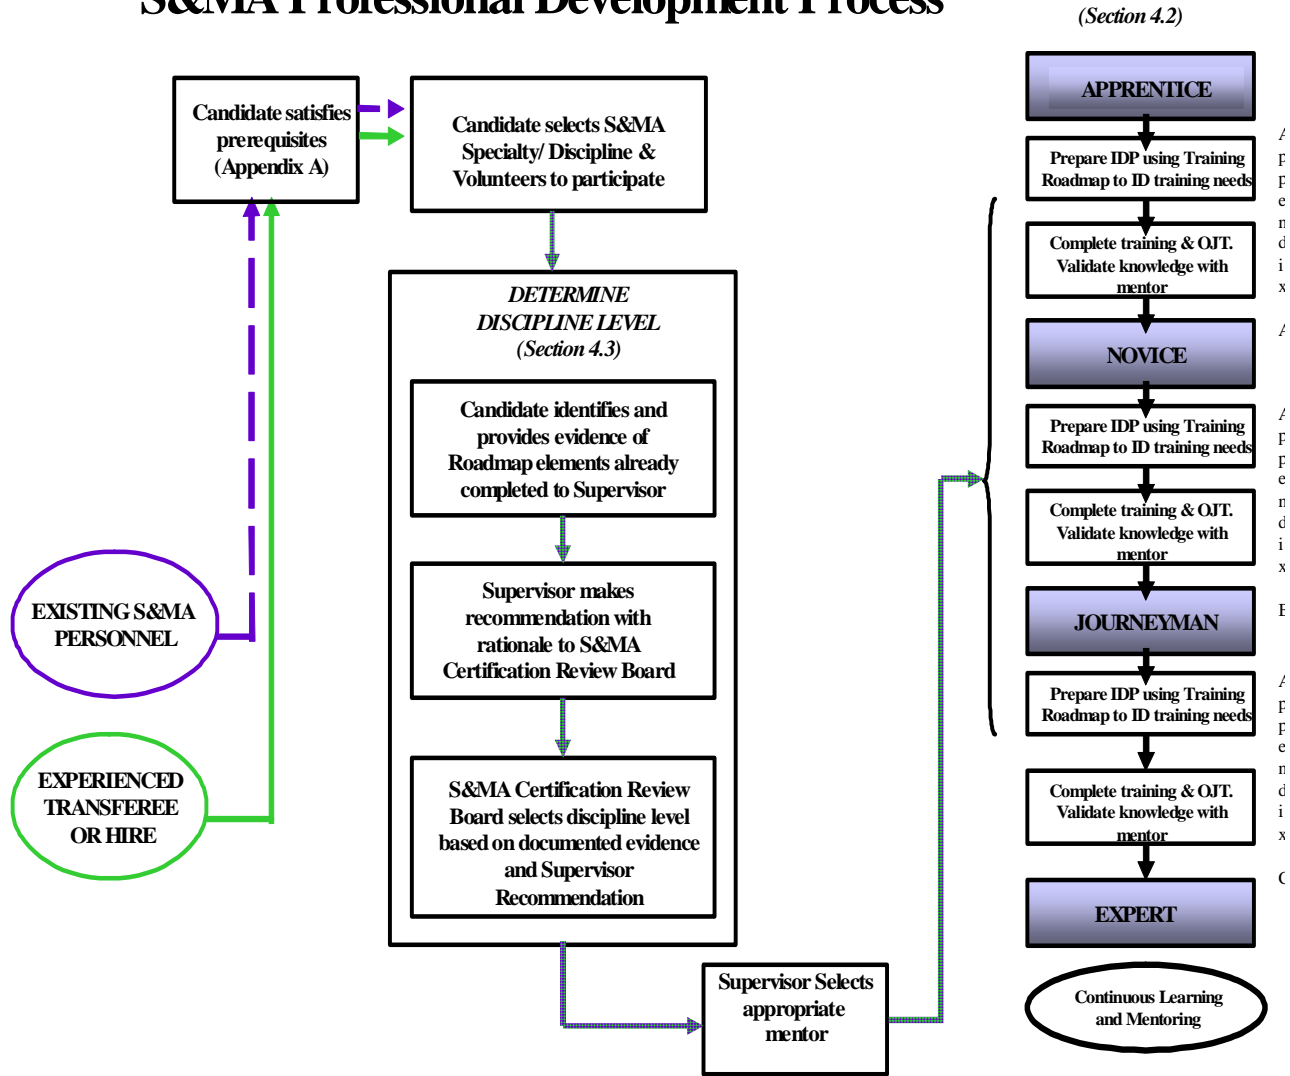 S&MA Professional Development Process
(Section 4.2)
Candidate satisfies
prerequisites
(Appendix A)
Candidate selects S&MA
Specialty/ Discipline &
Volunteers to participate
DETERMINE
DISCIPLINE LEVEL
(Section 4.3)
Candidate identifies and
provides evidence of
Roadmap elements already
completed to Supervisor
Supervisor makes
recommendation with
rationale to S&MA
Certification Review Board
S&MA Certification Review
Board selects discipline level
based on documented evidence
and Supervisor
Recommendation
EXISTING S&MA
PERSONNEL
EXPERIENCED
TRANSFEREE
OR HIRE
Supervisor Selects
appropriate
mentor
APPRENTICE
Prepare IDP using Training
Roadmap to ID training needs
Complete training & OJT.
Validate knowledge with
mentor
NOVICE
Prepare IDP using Training
Roadmap to ID training needs
Complete training & OJT.
Validate knowledge with
mentor
JOURNEYMAN
Prepare IDP using Training
Roadmap to ID training needs
Complete training & OJT.
Validate knowledge with
mentor
EXPERT
Continuous Learning
and Mentoring